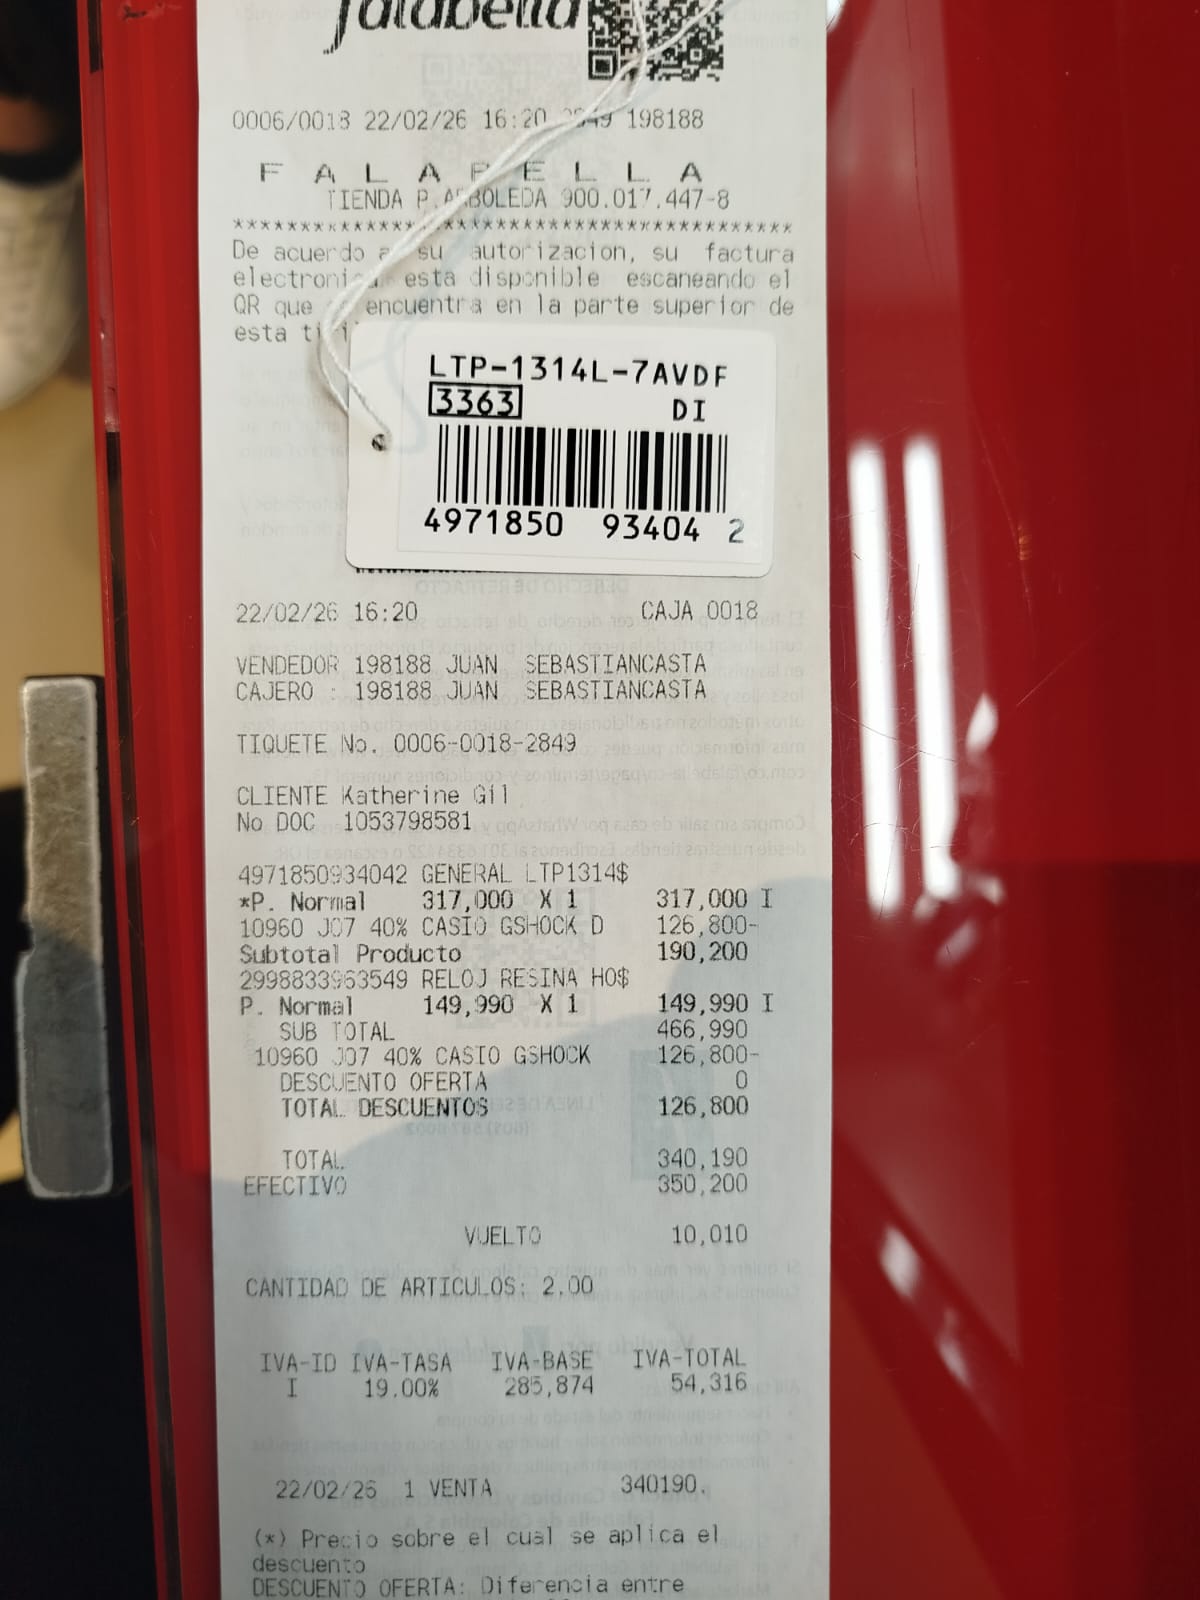 falabella
0006/0018 22/02/26 16:20 2849 198188
F A L A B E L L A
TIENDA P.ARBOLEDA 900.017.447-8
******************************************
De acuerdo a su autorizacion, su factura
electronica esta disponible escaneando el
QR que se encuentra en la parte superior de
esta
LTP-1314L-7AVDF
3363 DI
4971850 93404 2
22/02/26 16:20 CAJA 0018
VENDEDOR 198188 JUAN SEBASTIANCASTA
CAJERO : 198188 JUAN SEBASTIANCASTA
TIQUETE No. 0006-0018-2849
CLIENTE Katherine Gil
No DOC 1053798581
4971850934042 GENERAL LTP1314$
*P. Normal 317,000 X 1 317,000 I
10960 J07 40% CASIO GSHOCK D 126,800-
Subtotal Producto 190,200
2998833963549 RELOJ RESINA HO$
P. Normal 149,990 X 1 149,990 I
SUB TOTAL 466,990
10960 J07 40% CASIO GSHOCK 126,800-
DESCUENTO OFERTA 0
TOTAL DESCUENTOS 126,800
TOTAL 340,190
EFECTIVO 350,200
VUELTO 10,010
CANTIDAD DE ARTICULOS: 2.00
IVA-ID IVA-TASA IVA-BASE IVA-TOTAL
I 19.00% 285,874 54,316
22/02/26 1 VENTA 340190.
(*) Precio sobre el cual se aplica el
descuento
DESCUENTO OFERTA: Diferencia entre